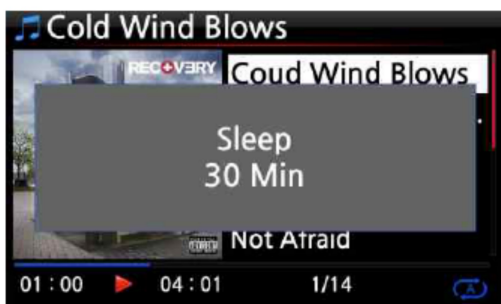 Cold Wind Blows
RECOVERY
Coud Wind Blows
Sleep
30 Min
Not Afraid
01 : 00
04 : 01
1/14
A